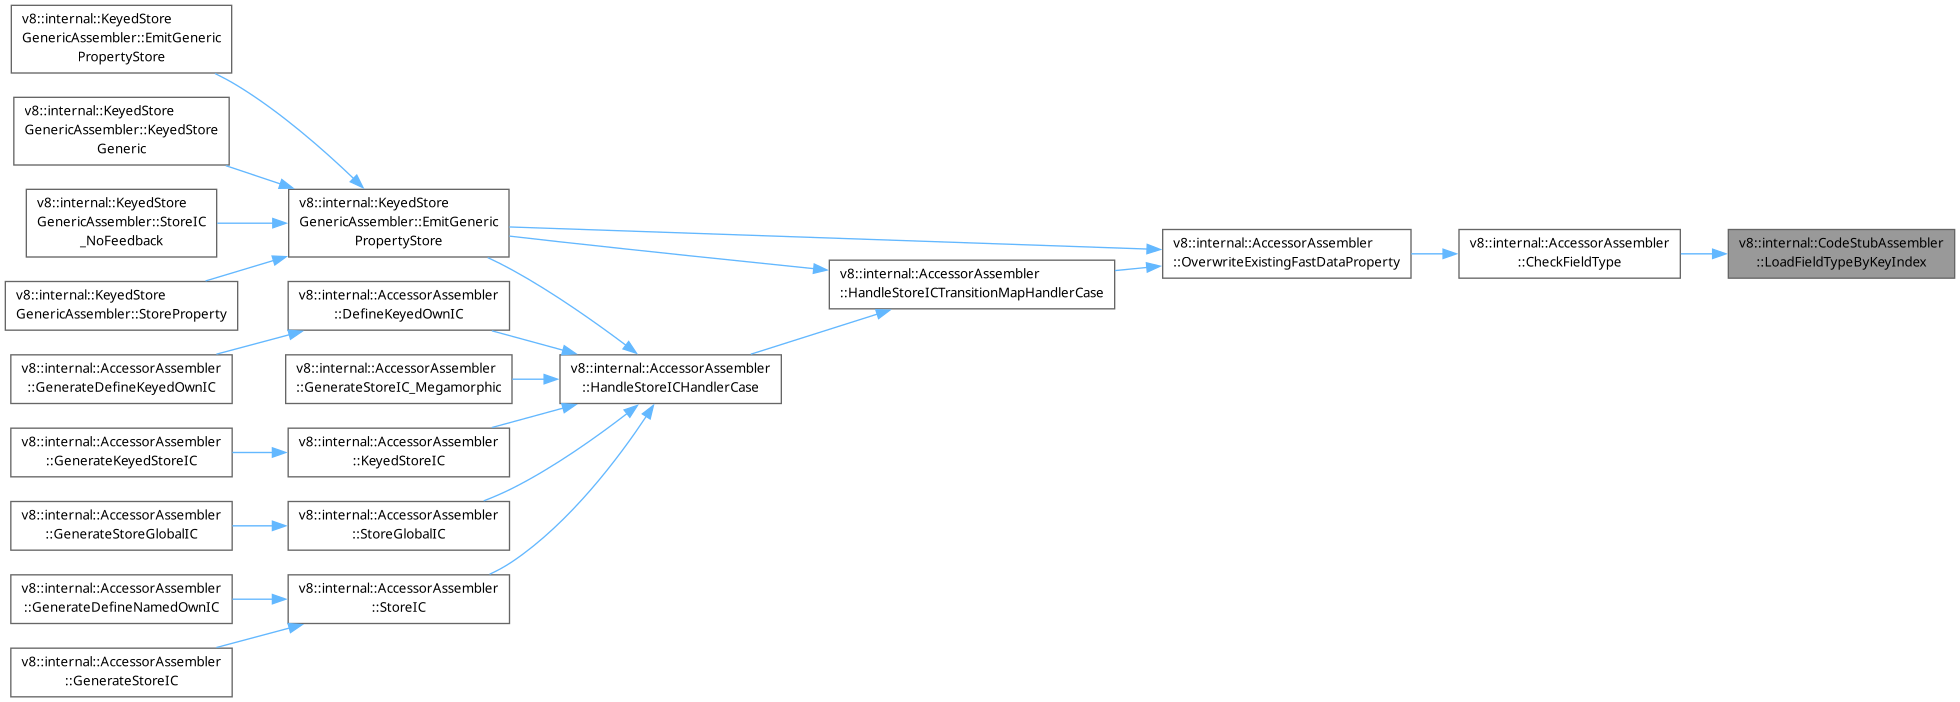 v8::internal::KeyedStore
GenericAssembler::EmitGeneric
PropertyStore
v8::internal::KeyedStore
GenericAssembler::KeyedStore
Generic
v8::internal::KeyedStore
GenericAssembler::StoreIC
_NoFeedback
v8::internal::KeyedStore
GenericAssembler::StoreProperty
v8::internal::AccessorAssembler
::GenerateDefineKeyedOwnIC
v8::internal::AccessorAssembler
::GenerateKeyedStoreIC
v8::internal::AccessorAssembler
::GenerateStoreGlobalIC
v8::internal::AccessorAssembler
::GenerateDefineNamedOwnIC
v8::internal::AccessorAssembler
::GenerateStoreIC
v8::internal::KeyedStore
GenericAssembler::EmitGeneric
PropertyStore
v8::internal::AccessorAssembler
::DefineKeyedOwnIC
v8::internal::AccessorAssembler
::GenerateStoreIC_Megamorphic
v8::internal::AccessorAssembler
::KeyedStoreIC
v8::internal::AccessorAssembler
::StoreGlobalIC
v8::internal::AccessorAssembler
::StoreIC
v8::internal::AccessorAssembler
::HandleStoreICHandlerCase
v8::internal::AccessorAssembler
::HandleStoreICTransitionMapHandlerCase
v8::internal::AccessorAssembler
::OverwriteExistingFastDataProperty
v8::internal::AccessorAssembler
::CheckFieldType
v8::internal::CodeStubAssembler
::LoadFieldTypeByKeyIndex